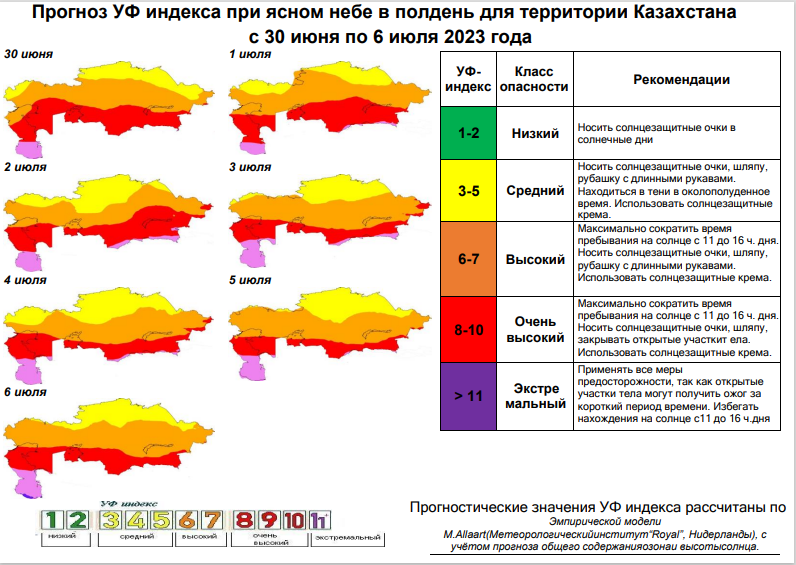 Прогноз УФ индекса при ясном небе в полдень для территории Казахстана
с 30 июня по 6 июля 2023 года
30 июня
1 июля
2 июля
3 июля
4 июля
5 июля
6 июля
УФ-
индекс
Класс
опасности
Рекомендации
1-2
Низкий
Носить солнцезащитные очки в
солнечные дни
3-5
Средний
Носить солнцезащитные очки, шляпу,
рубашку с длинными рукавами.
Находиться в тени в околополуденное
время. Использовать солнцезащитные
крема.
6-7
Высокий
Максимально сократить время
пребывания на солнце с 11 до 16 ч. дня.
Носить солнцезащитные очки, шляпу,
рубашку с длинными рукавами.
Использовать солнцезащитные крема.
8-10
Очень
высокий
Максимально сократить время
пребывания на солнце с 11 до 16 ч. дня.
Носить солнцезащитные очки, шляпу,
закрывать открытые участкит ела.
Использовать солнцезащитные крема.
> 11
Экстре
мальный
Применять все меры
предосторожности, так как открытые
участки тела могут получить ожог за
короткий период времени. Избегать
нахождения на солнце с11 до 16 ч.дня
УФ индекс
1 2 3 4 5 6 7 8 9 10 11+
низкий средний высокий очень высокий экстремальный
Прогностические значения УФ индекса рассчитаны по
Эмпирической модели
M.Allaart(Метеорологическийинститут"Royal", Нидерланды), с
учётом прогноза общего содержанияозонаи высотысолнца.